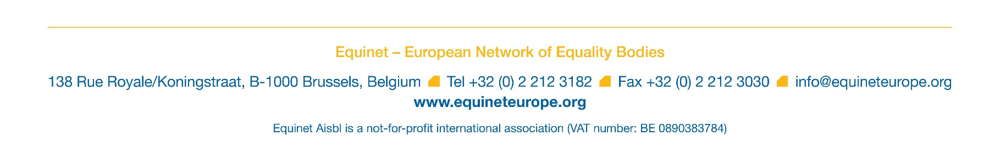 Equinet – European Network of Equality Bodies
138 Rue Royale/Koningstraat, B-1000 Brussels, Belgium Tel +32 (0) 2 212 3182 Fax +32 (0) 2 212 3030 info@equineteurope.org
www.equineteurope.org
Equinet Aisbl is a not-for-profit international association (VAT number: BE 0890383784)